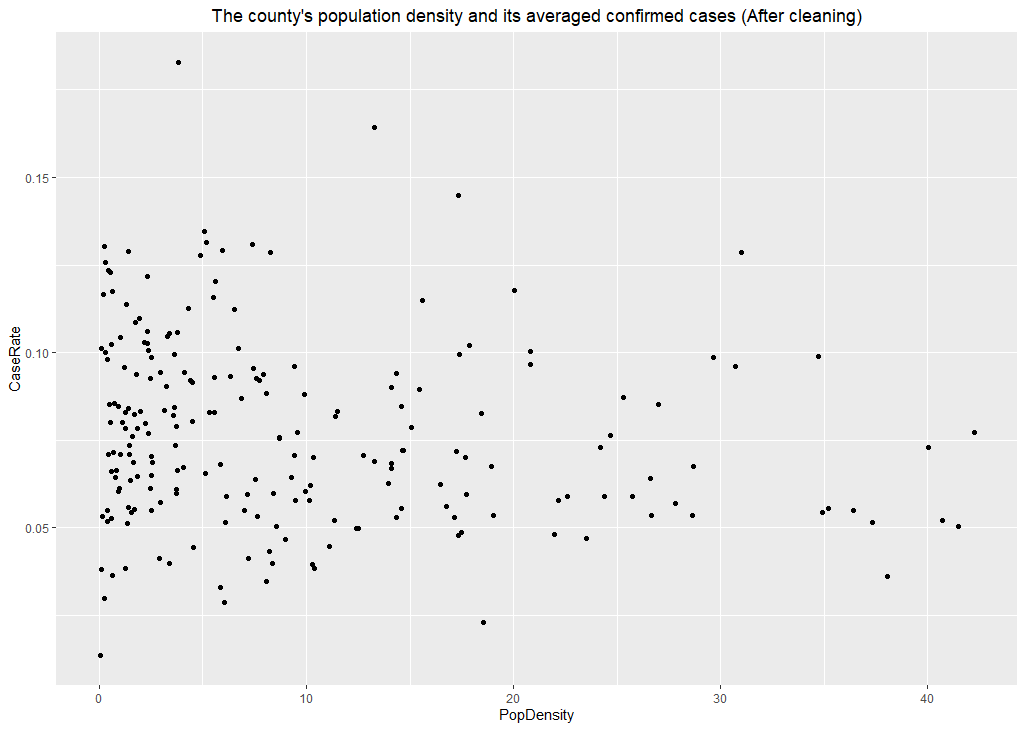 The county's population density and its averaged confirmed cases (After cleaning)
CaseRate
0.15
0.10
0.05
0 10 20 30 40
PopDensity